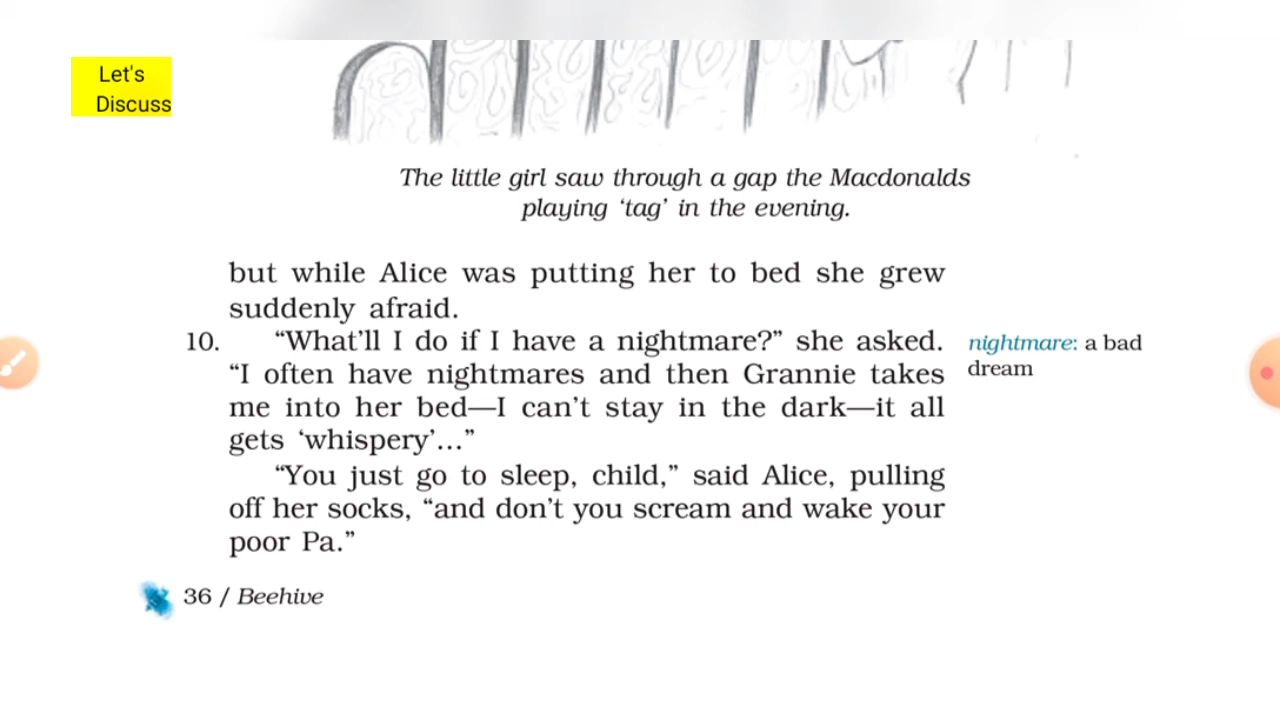 Let's
Discuss
The little girl saw through a gap the Macdonalds
playing ‘tag’ in the evening.
but while Alice was putting her to bed she grew
suddenly afraid.
10. “What’ll I do if I have a nightmare?” she asked.
“I often have nightmares and then Grannie takes
me into her bed—I can’t stay in the dark—it all
gets ‘whispery’...”
nightmare: a bad
dream
“You just go to sleep, child,” said Alice, pulling
off her socks, “and don’t you scream and wake your
poor Pa.”
36 / Beehive